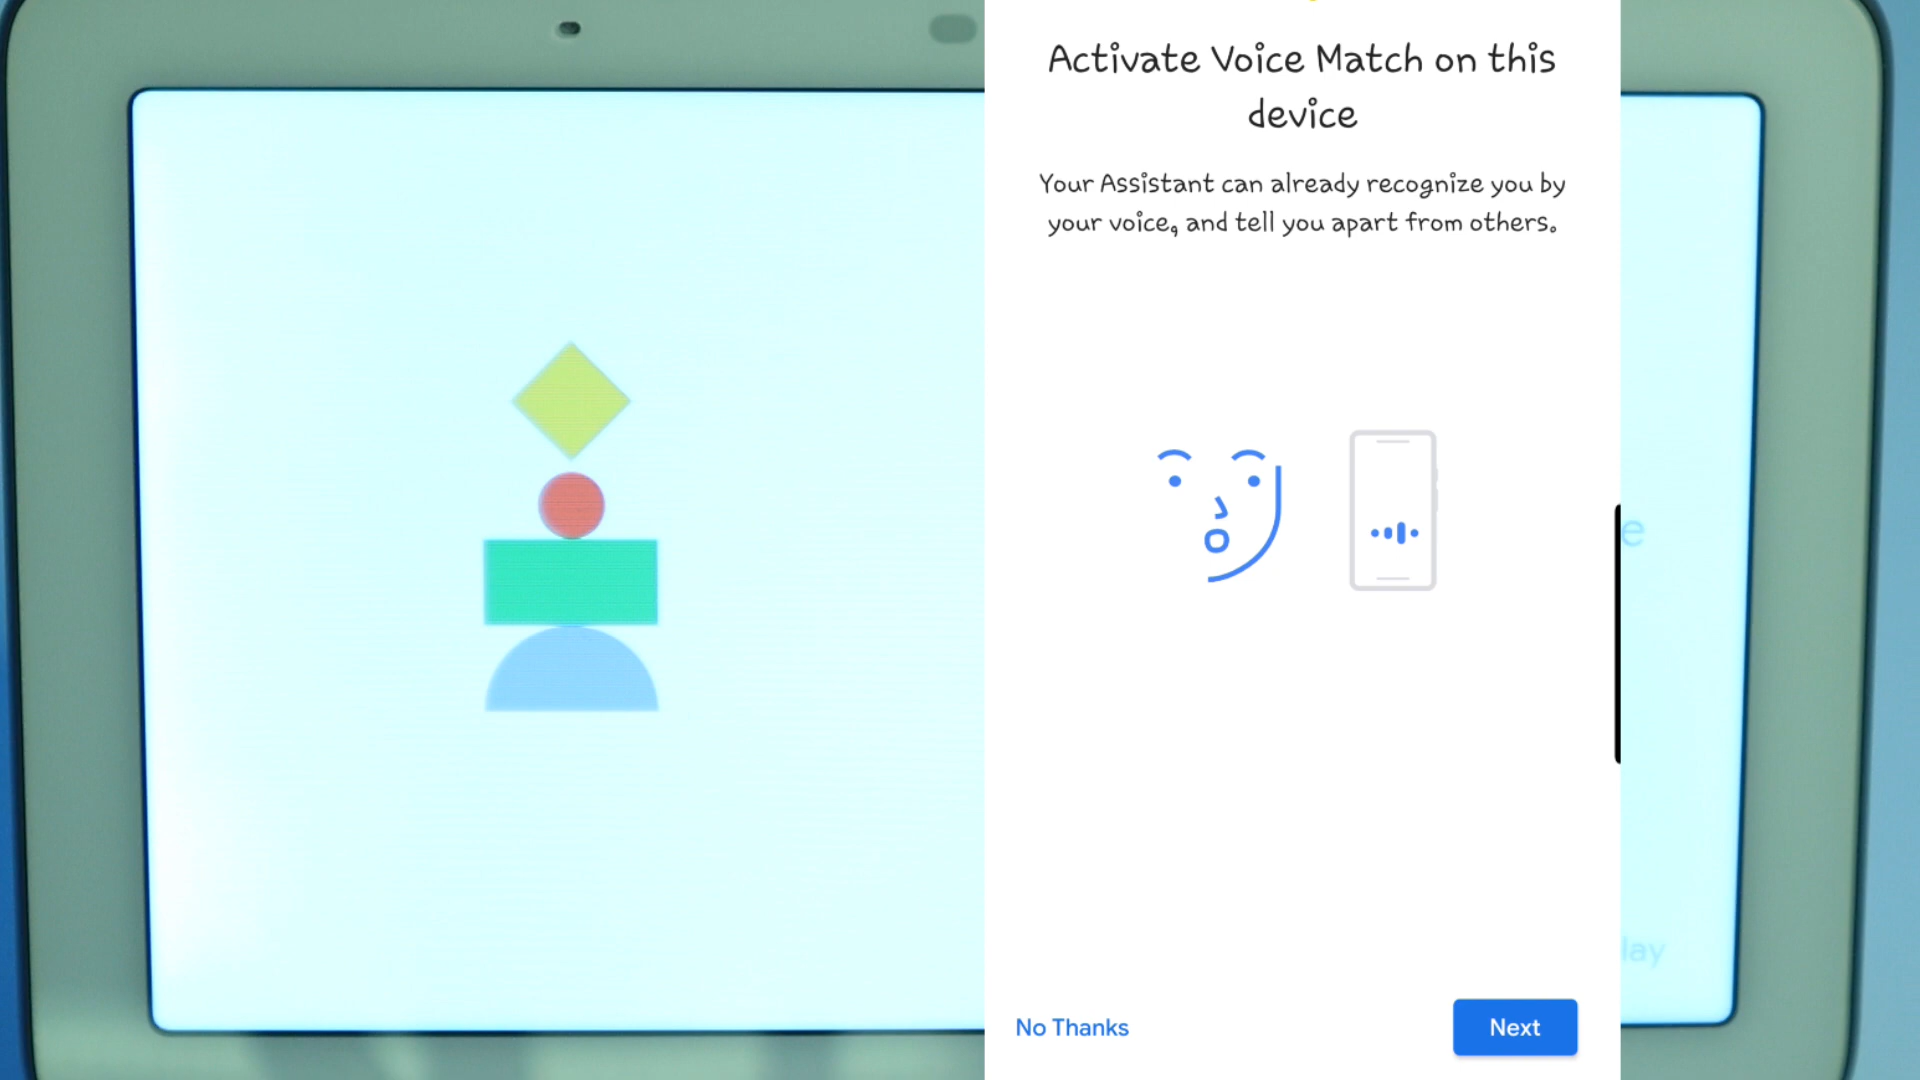 Activate Voice Match on this
device
Your Assistant can already recognize you by
your voice, and tell you apart from others.
e
lay
No Thanks
Next